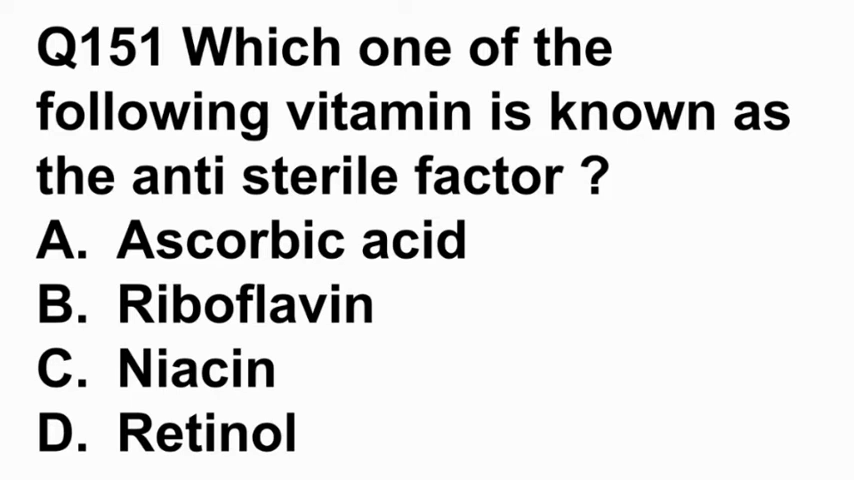 Q151 Which one of the
following vitamin is known as
the anti sterile factor ?
A. Ascorbic acid
B. Riboflavin
C. Niacin
D. Retinol